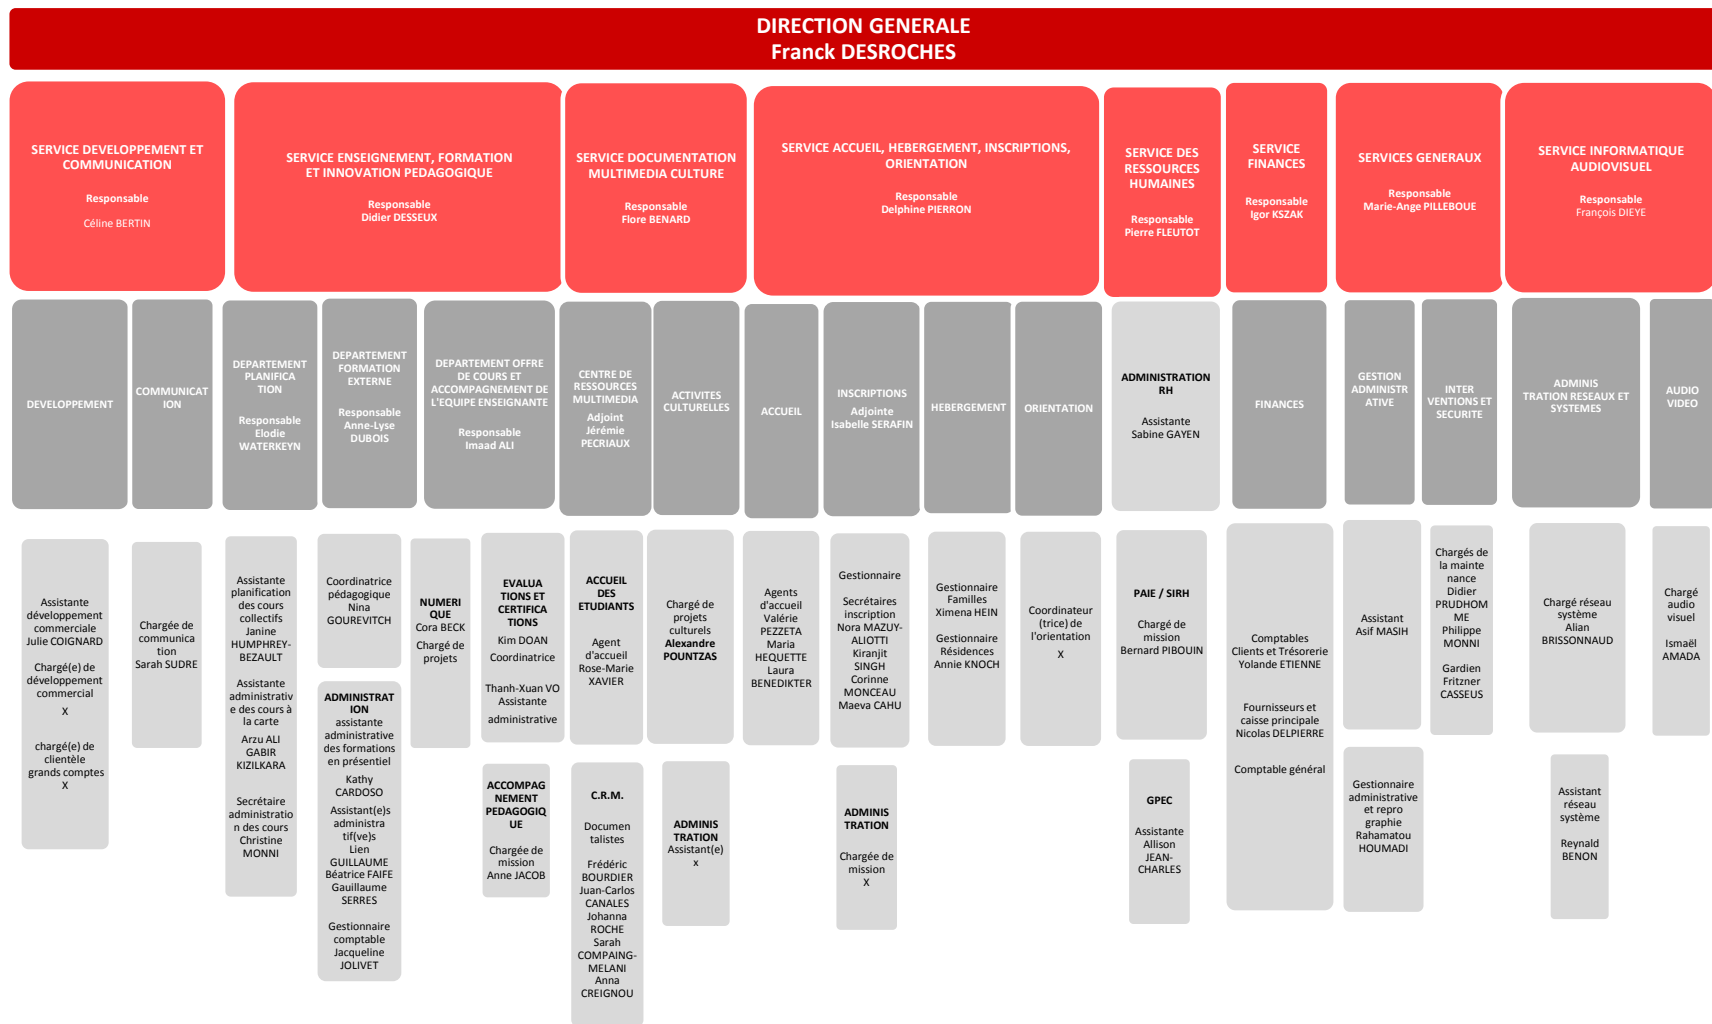 DIRECTION GENERALE
Franck DESROCHES
SERVICE DEVELOPPEMENT ET
COMMUNICATION
Responsable
Céline BERTIN
SERVICE ENSEIGNEMENT, FORMATION
ET INNOVATION PEDAGOGIQUE
Responsable
Didier DESSEUX
SERVICE DOCUMENTATION
MULTIMEDIA CULTURE
Responsable
Flore BENARD
SERVICE ACCUEIL, HEBERGEMENT, INSCRIPTIONS,
ORIENTATION
Responsable
Delphine PIERRON
SERVICE DES
RESSOURCES
HUMAINES
Responsable
Pierre FLEUTOT
SERVICE
FINANCES
Responsable
Igor KSZAK
SERVICES GENERAUX
Responsable
Marie-Ange PILLEBOUE
SERVICE INFORMATIQUE
AUDIOVISUEL
Responsable
François DIEYE
DEVELOPPEMENT
COMMUNICAT
ION
DEPARTEMENT
PLANIFICA
TION
Responsable
Elodie
WATERKEYN
DEPARTEMENT
FORMATION
EXTERNE
Responsable
Anne-Lyse
DUBOIS
DEPARTEMENT OFFRE
DE COURS ET
ACCOMPAGNEMENT DE
L'EQUIPE ENSEIGNANTE
Responsable
Imaad ALI
CENTRE DE
RESSOURCES
MULTIMEDIA
Adjoint
Jérémie
PECRIAUX
ACTIVITES
CULTURELLES
ACCUEIL
INSCRIPTIONS
Adjointe
Isabelle SERAFIN
HEBERGEMENT
ORIENTATION
ADMINISTRATION
RH
Assistante
Sabine GAYEN
FINANCES
GESTION
ADMINISTR
ATIVE
INTER
VENTIONS ET
SECURITE
ADMINIS
TRATION RESEAUX ET
SYSTEMES
AUDIO
VIDEO
Assistante
développement
commerciale
Julie COIGNARD
Chargé(e) de
développement
commercial
X
chargé(e) de
clientèle
grands comptes
X
Chargée de
communica
tion
Sarah SUDRE
Assistante
planification
des cours
collectifs
Janine
HUMPHREY-
BEZAULT
Assistante
administrativ
e des cours à
la carte
Arzu ALI
GABIR
KIZILKARA
Secrétaire
administratio
n des cours
Christine
MONNI
Coordinatrice
pédagogique
Nina
GOUREVITCH
ADMINISTRAT
ION
assistante
administrative
des formations
en présentiel
Kathy
CARDOSO
Assistant(e)s
administra
tif(ve)s
Lien
GUILLAUME
Béatrice FAIFE
Gauillaume
SERRES
Gestionnaire
comptable
Jacqueline
JOLIVET
NUMERI
QUE
Cora BECK
Chargé de
projets
EVALUA
TIONS ET
CERTIFICA
TIONS
Kim DOAN
Coordinatrice
Thanh-Xuan VO
Assistante
administrative
ACCOMPAG
NEMENT
PEDAGOGIQ
UE
Chargée de
mission
Anne JACOB
ACCUEIL
DES
ETUDIANTS
Agent
d'accueil
Rose-Marie
XAVIER
C.R.M.
Documen
talistes
Frédéric
BOURDIER
Juan-Carlos
CANALES
Johanna
ROCHE
Sarah
COMPAING-
MELANI
Anna
CREIGNOU
Chargé de
projets
culturels
Alexandre
POUNTZAS
ADMINIS
TRATION
Assistant(e)
x
Agents
d'accueil
Valérie
PEZZETA
Maria
HEQUETTE
Laura
BENEDIKTER
Gestionnaire
Secrétaires
inscription
Nora MAZUY-
ALIOTTI
Kiranjit
SINGH
Corinne
MONCEAU
Maeva CAHU
ADMINIS
TRATION
Chargée de
mission
X
Gestionnaire
Familles
Ximena HEIN
Gestionnaire
Résidences
Annie KNOCH
Coordinateur
(trice) de
l'orientation
X
PAIE / SIRH
Chargé de
mission
Bernard PIBOUIN
GPEC
Assistante
Allison
JEAN-
CHARLES
Comptables
Clients et Trésorerie
Yolande ETIENNE
Fournisseurs et
caisse principale
Nicolas DELPIERRE
Comptable général
Assistant
Asif MASIH
Gestionnaire
administrative
et repro
graphie
Rahamatou
HOUMADI
Chargés de
la mainte
nance
Didier
PRUDHOM
ME
Philippe
MONNI
Gardien
Fritzner
CASSEUS
Chargé réseau
système
Alian
BRISSONNAUD
Assistant
réseau
système
Reynald
BENON
Chargé
audio
visuel
Ismaël
AMADA